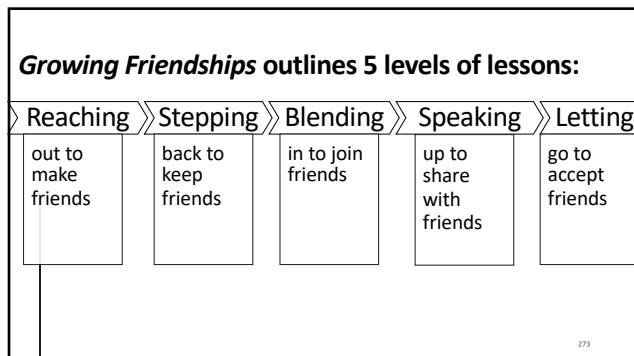 Growing Friendships outlines 5 levels of lessons:
Reaching
out to
make
friends
Stepping
back to
keep
friends
Blending
in to join
friends
Speaking
up to
share
with
friends
Letting
go to
accept
friends
273